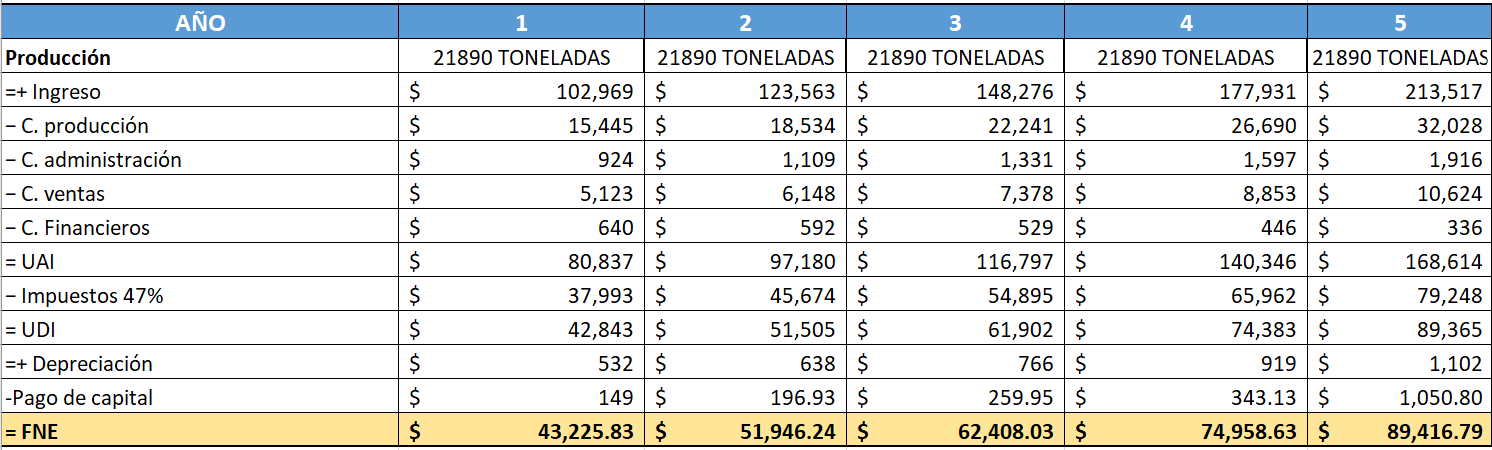 AÑO 1 2 3 4 5
Producción 21890 TONELADAS 21890 TONELADAS 21890 TONELADAS 21890 TONELADAS 21890 TONELADAS
=+ Ingreso $ 102,969 $ 123,563 $ 148,276 $ 177,931 $ 213,517
– C. producción $ 15,445 $ 18,534 $ 22,241 $ 26,690 $ 32,028
– C. administración $ 924 $ 1,109 $ 1,331 $ 1,597 $ 1,916
– C. ventas $ 5,123 $ 6,148 $ 7,378 $ 8,853 $ 10,624
– C. Financieros $ 640 $ 592 $ 529 $ 446 $ 336
= UAI $ 80,837 $ 97,180 $ 116,797 $ 140,346 $ 168,614
– Impuestos 47% $ 37,993 $ 45,674 $ 54,895 $ 65,962 $ 79,248
= UDI $ 42,843 $ 51,505 $ 61,902 $ 74,383 $ 89,365
=+ Depreciación $ 532 $ 638 $ 766 $ 919 $ 1,102
-Pago de capital $ 149 $ 196.93 $ 259.95 $ 343.13 $ 1,050.80
= FNE $ 43,225.83 $ 51,946.24 $ 62,408.03 $ 74,958.63 $ 89,416.79